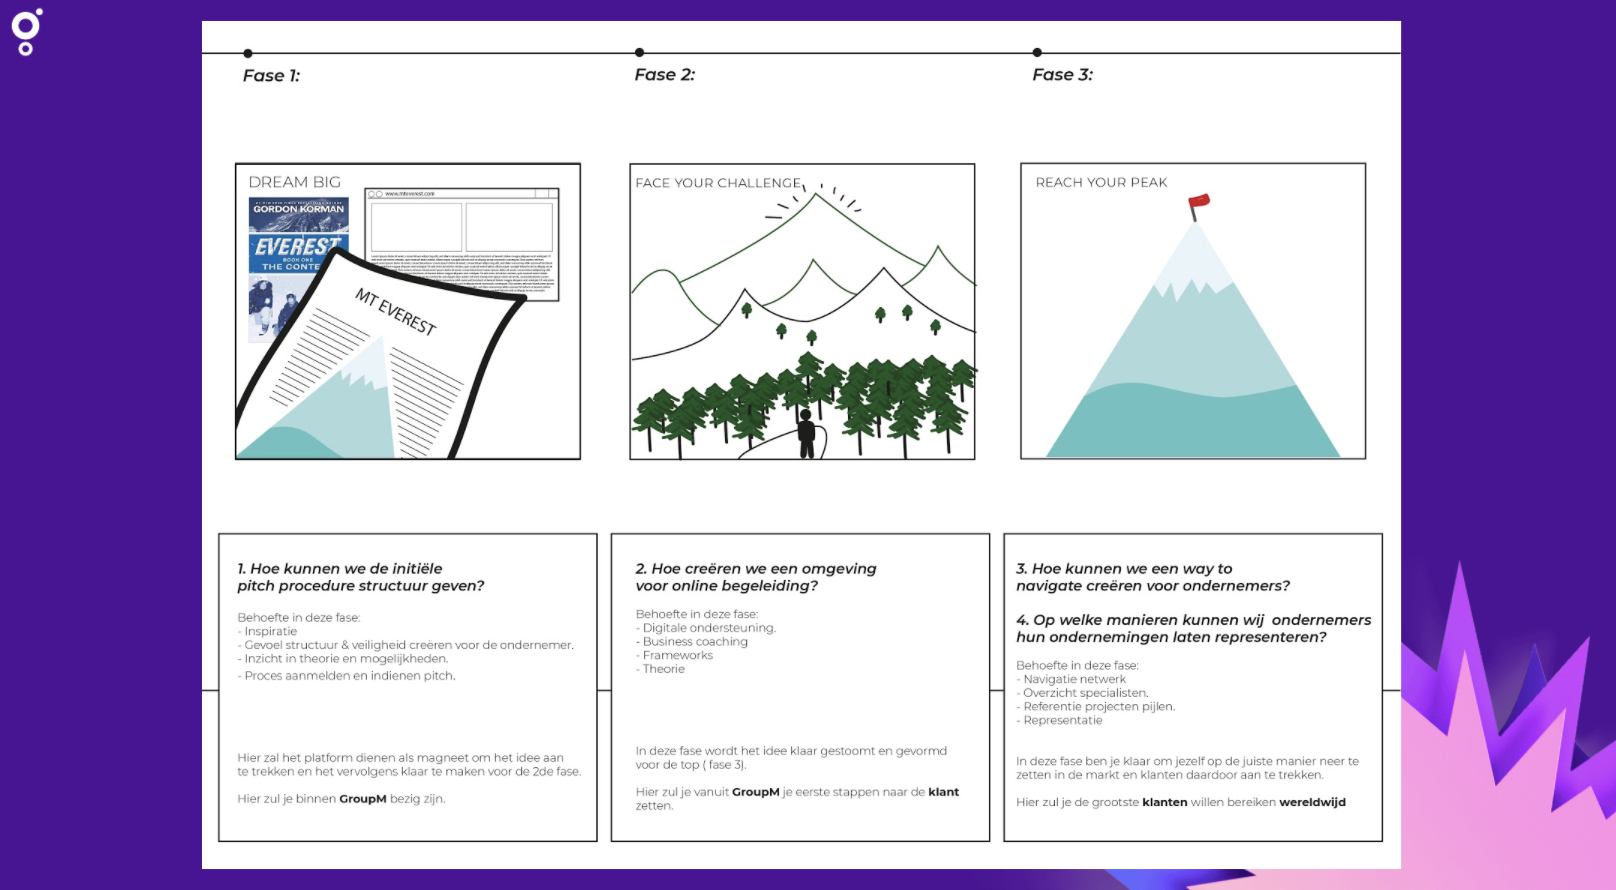 Fase 1:
Fase 2:
Fase 3:
DREAM BIG
GORDON KORMAN
EVEREST
BOOK ONE
THE CONTE
www.mteverest.com
MT EVEREST
FACE YOUR CHALLENGE
REACH YOUR PEAK
1. Hoe kunnen we de initiële
pitch procedure structuur geven?
Behoefte in deze fase:
- Inspiratie
- Gevoel structuur & veiligheid creëren voor de ondernemer.
- Inzicht in theorie en mogelijkheden.
- Proces aanmelden en indienen pitch.
Hier zal het platform dienen als magneet om het idee aan
te trekken en het vervolgens klaar te maken voor de 2de fase.
Hier zul je binnen GroupM bezig zijn.
2. Hoe creëren we een omgeving
voor online begeleiding?
Behoefte in deze fase:
- Digitale ondersteuning.
- Business coaching
- Frameworks
- Theorie
In deze fase wordt het idee klaar gestoomt en gevormd
voor de top ( fase 3).
Hier zul je vanuit GroupM je eerste stappen naar de klant
zetten.
3. Hoe kunnen we een way to
navigate creëren voor ondernemers?
4. Op welke manieren kunnen wij ondernemers
hun ondernemingen laten representeren?
Behoefte in deze fase:
- Navigatie netwerk
- Overzicht specialisten.
- Referentie projecten pijlen.
- Representatie
In deze fase ben je klaar om jezelf op de juiste manier neer te
zetten in de markt en klanten daardoor aan te trekken.
Hier zul je de grootste klanten willen bereiken wereldwijd